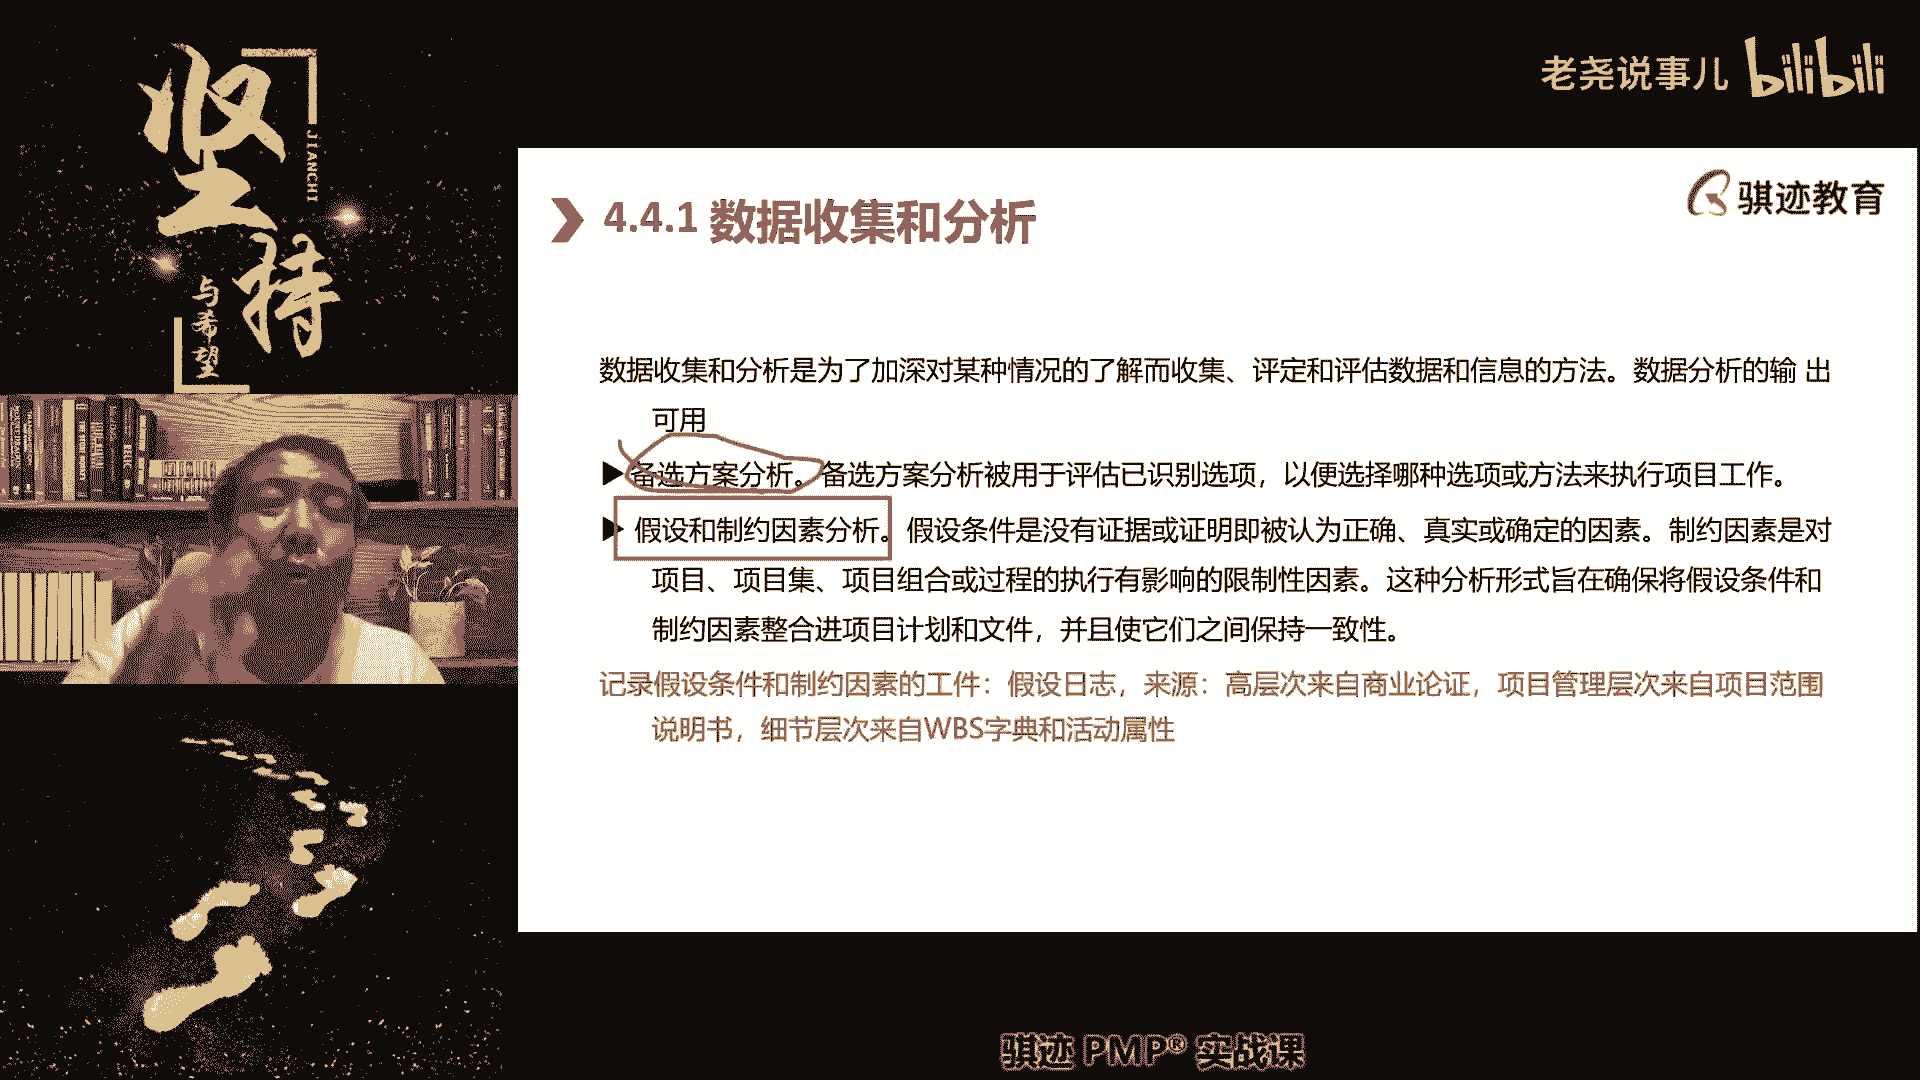 坚持
JIANCHI
与希望
老尧说事儿 bilibili
骐迹教育
4.4.1 数据收集和分析
数据收集和分析是为了加深对某种情况的了解而收集、评定和评估数据和信息的方法。数据分析的输 出
可用
▶备选方案分析。备选方案分析被用于评估已识别选项，以便选择哪种选项或方法来执行项目工作。
▶ 假设和制约因素分析。假设条件是没有证据或证明即被认为正确、真实或确定的因素。制约因素是对
项目、项目集、项目组合或过程的执行有影响的限制性因素。这种分析形式旨在确保将假设条件和
制约因素整合进项目计划和文件，并且使它们之间保持一致性。
记录假设条件和制约因素的工件：假设日志，来源：高层次来自商业论证，项目管理层次来自项目范围
说明书，细节层次来自WBS字典和活动属性
骐迹 PMP® 实战课